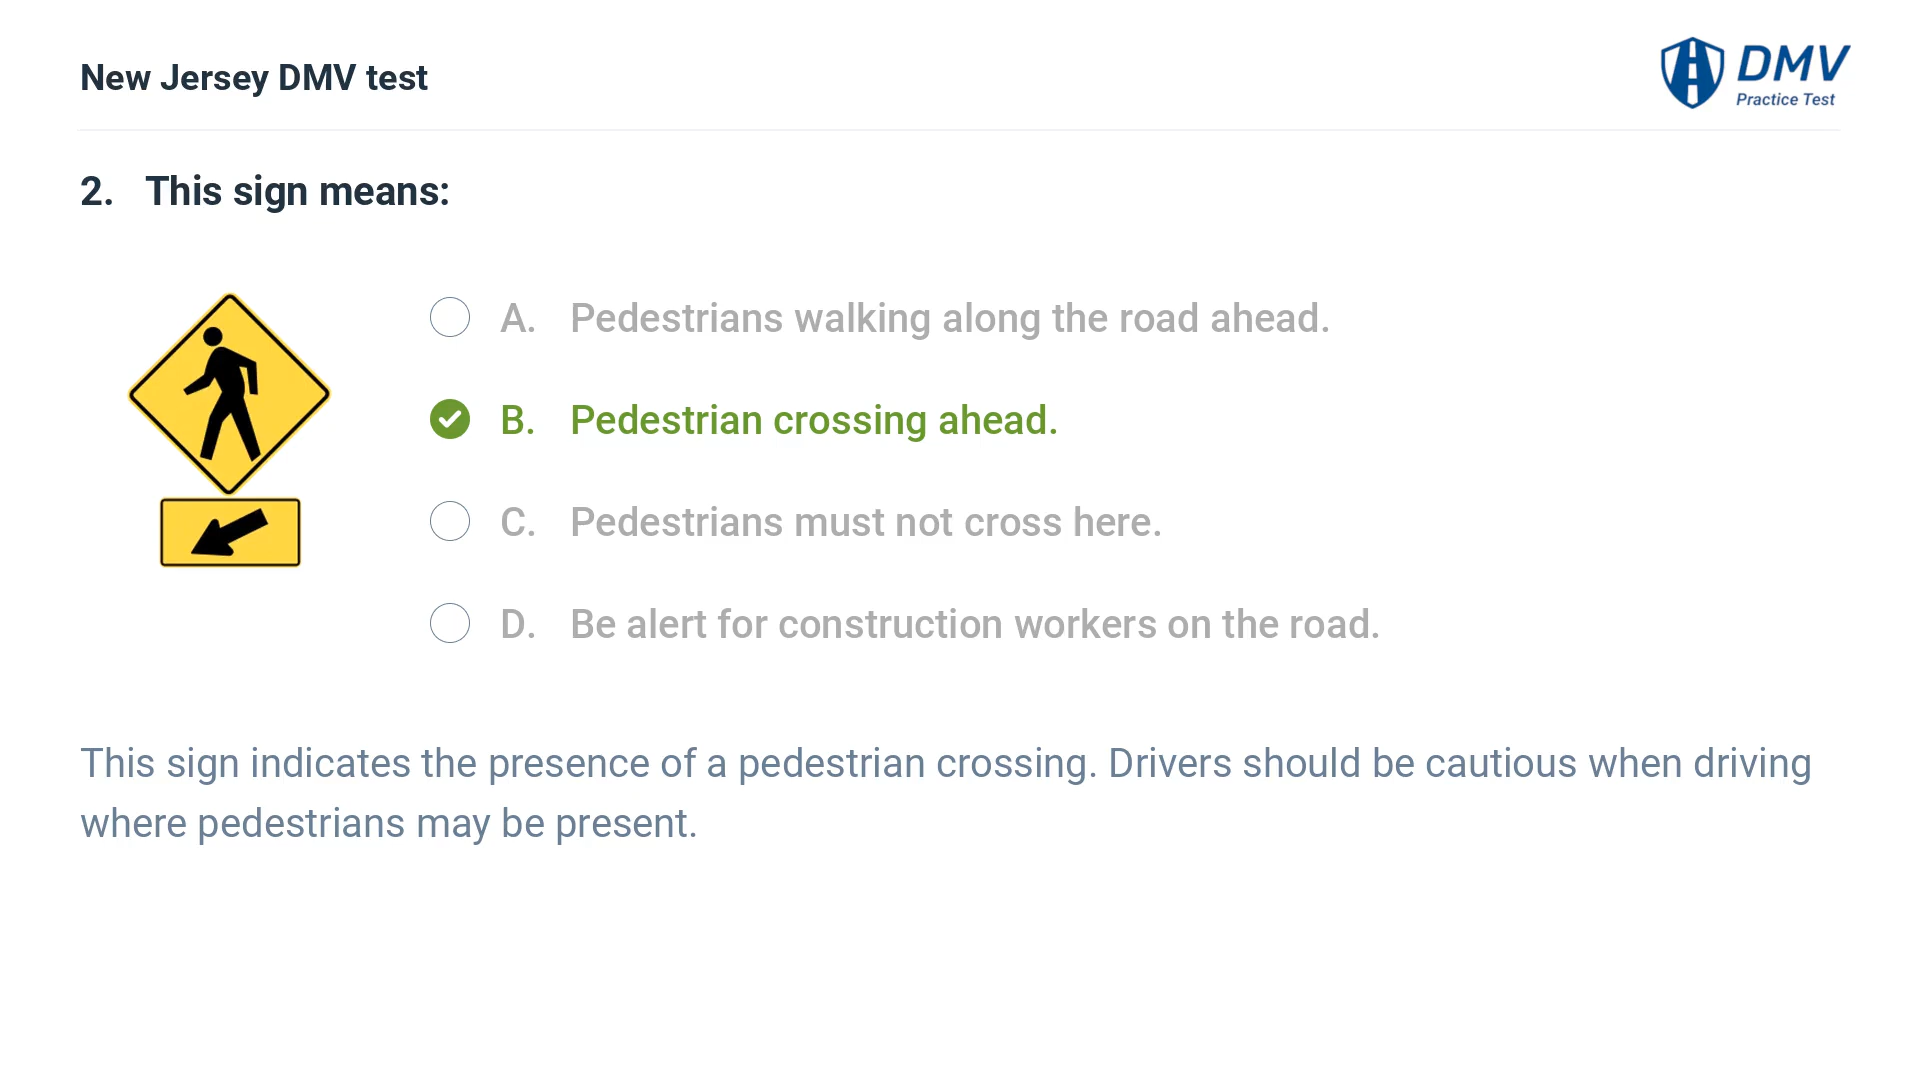 New Jersey DMV test
DMV
Practice Test
2. This sign means:
A. Pedestrians walking along the road ahead.
B. Pedestrian crossing ahead.
C. Pedestrians must not cross here.
D. Be alert for construction workers on the road.
This sign indicates the presence of a pedestrian crossing. Drivers should be cautious when driving
where pedestrians may be present.